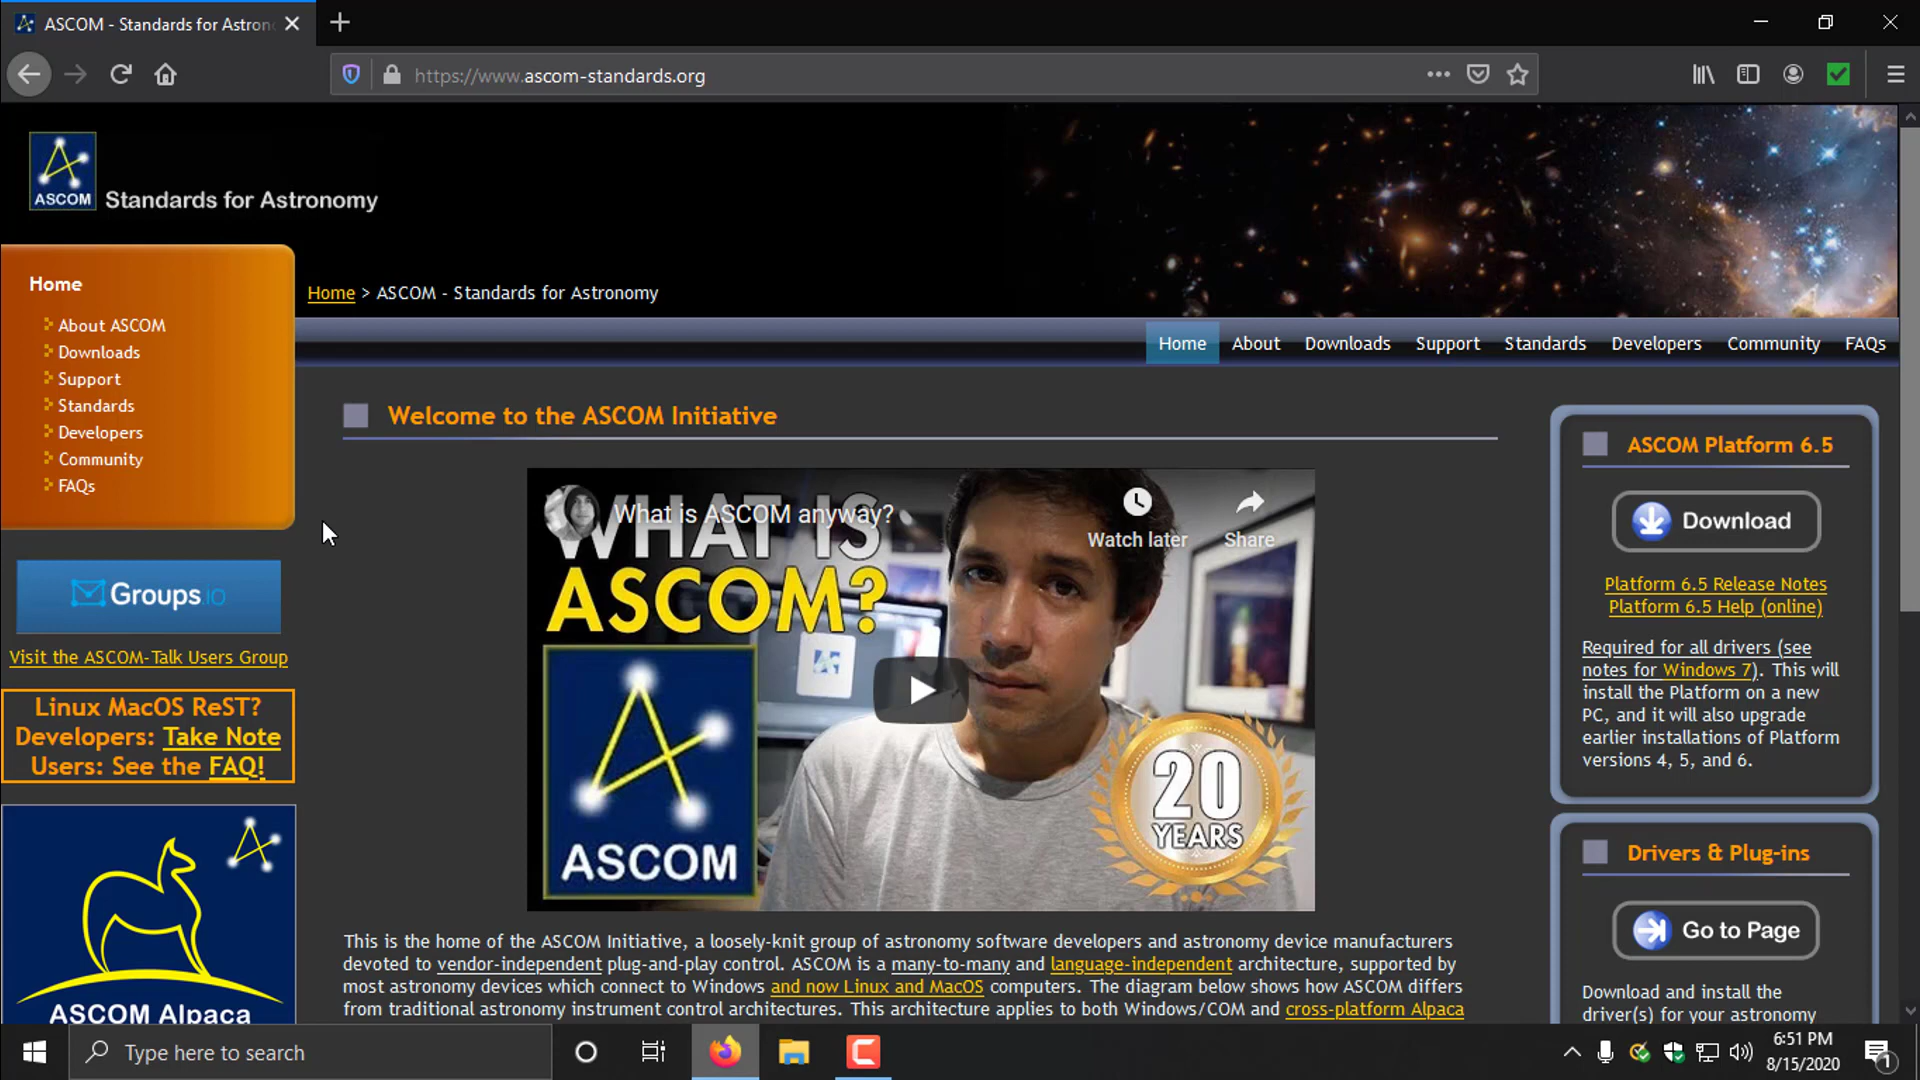 ASCOM - Standards for Astron
https://www.ascom-standards.org
ASCOM
Standards for Astronomy
Home
About ASCOM
Downloads
Support
Standards
Developers
Community
FAQs
Home > ASCOM - Standards for Astronomy
Home About Downloads Support Standards Developers Community FAQs
Groups.io
Visit the ASCOM-Talk Users Group
Linux MacOS ReST?
Developers: Take Note
Users: See the FAQ!
ASCOM Alpaca
Welcome to the ASCOM Initiative
What is ASCOM anyway?
Watch later
Share
WHAT IS
ASCOM?
ASCOM
20
YEARS
This is the home of the ASCOM Initiative, a loosely-knit group of astronomy software developers and astronomy device manufacturers
devoted to vendor-independent plug-and-play control. ASCOM is a many-to-many and language-independent architecture, supported by
most astronomy devices which connect to Windows and now Linux and MacOS computers. The diagram below shows how ASCOM differs
from traditional astronomy instrument control architectures. This architecture applies to both Windows/COM and cross-platform Alpaca
ASCOM Platform 6.5
Download
Platform 6.5 Release Notes
Platform 6.5 Help (online)
Required for all drivers (see
notes for Windows 7). This will
install the Platform on a new
PC, and it will also upgrade
earlier installations of Platform
versions 4, 5, and 6.
Drivers & Plug-ins
Go to Page
Download and install the
driver(s) for your astronomy
Type here to search
6:51 PM
8/15/2020
1